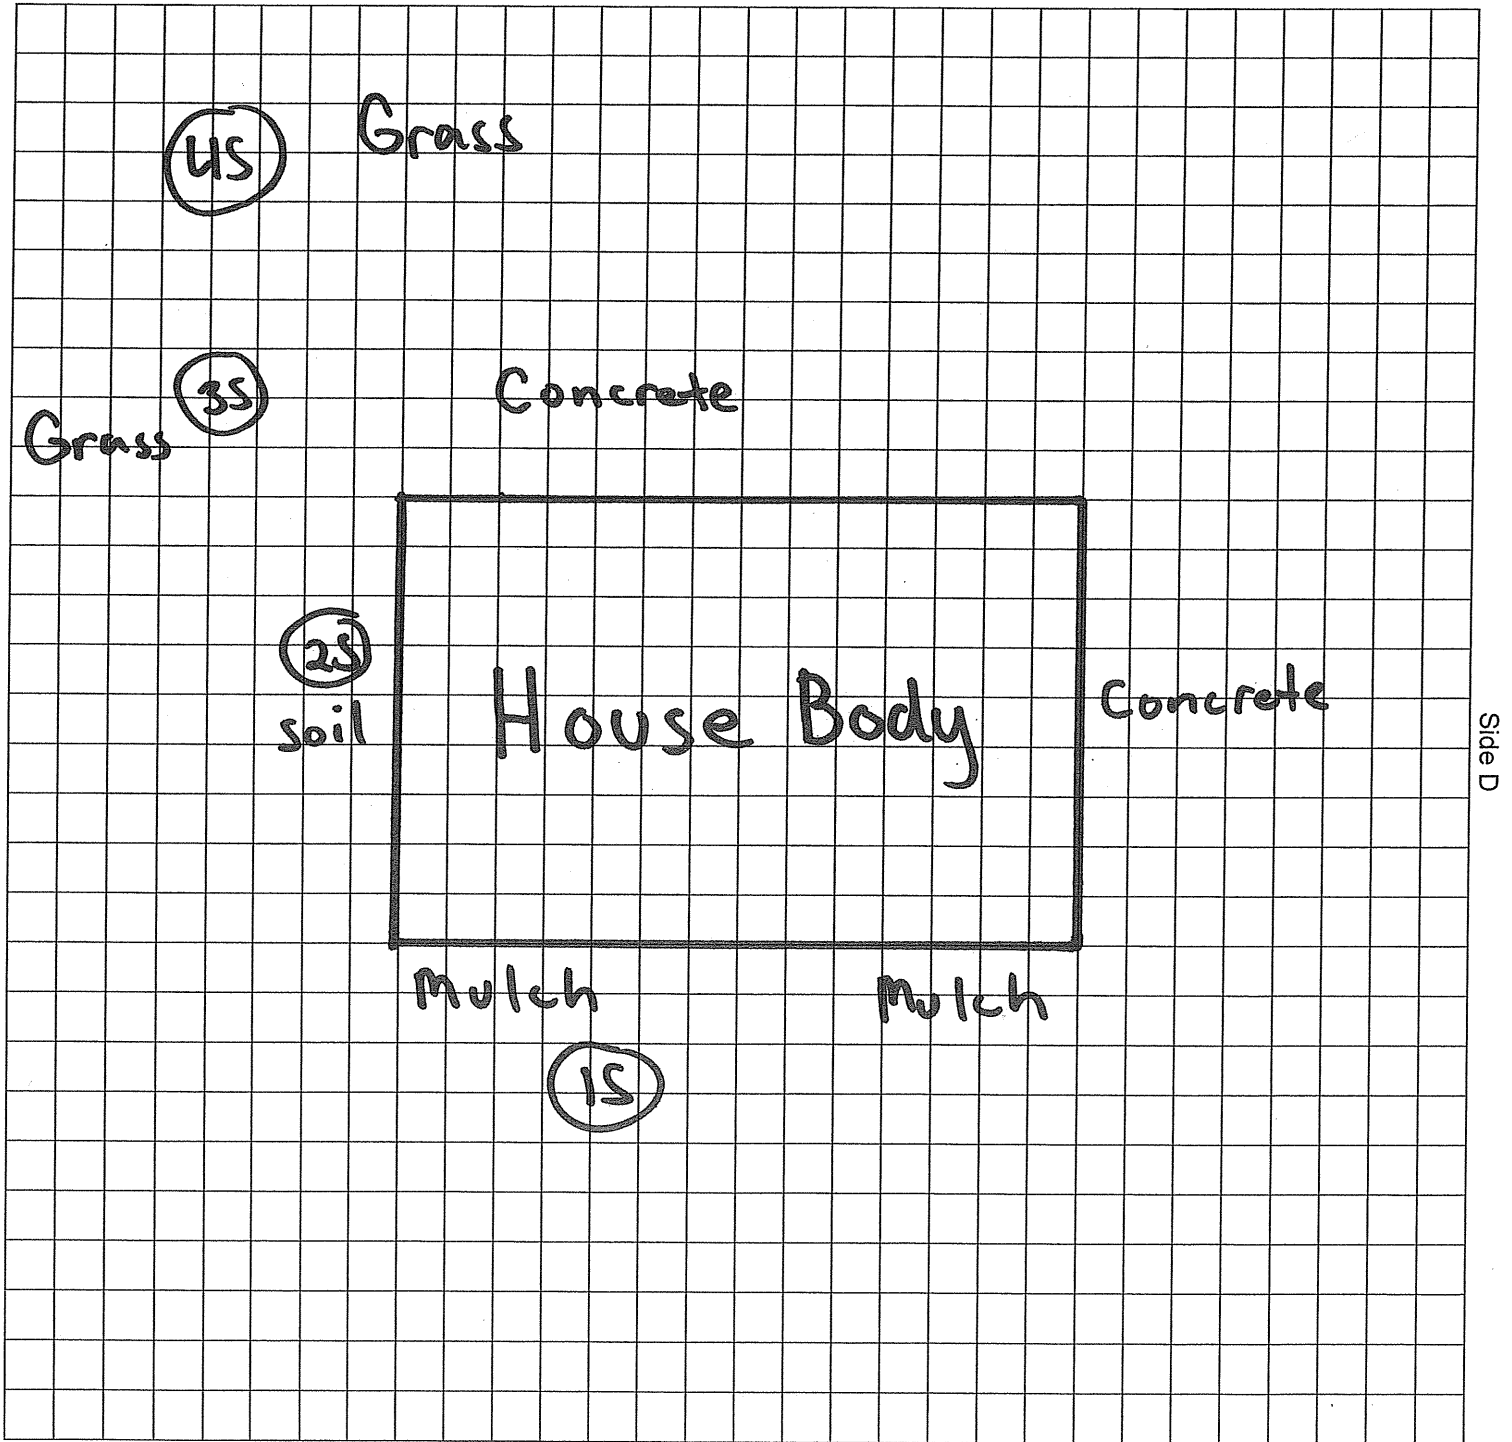 4S
Grass
3S
Concrete
Grass
2S
soil
House Body
Concrete
Side D
Mulch
Mulch
1S